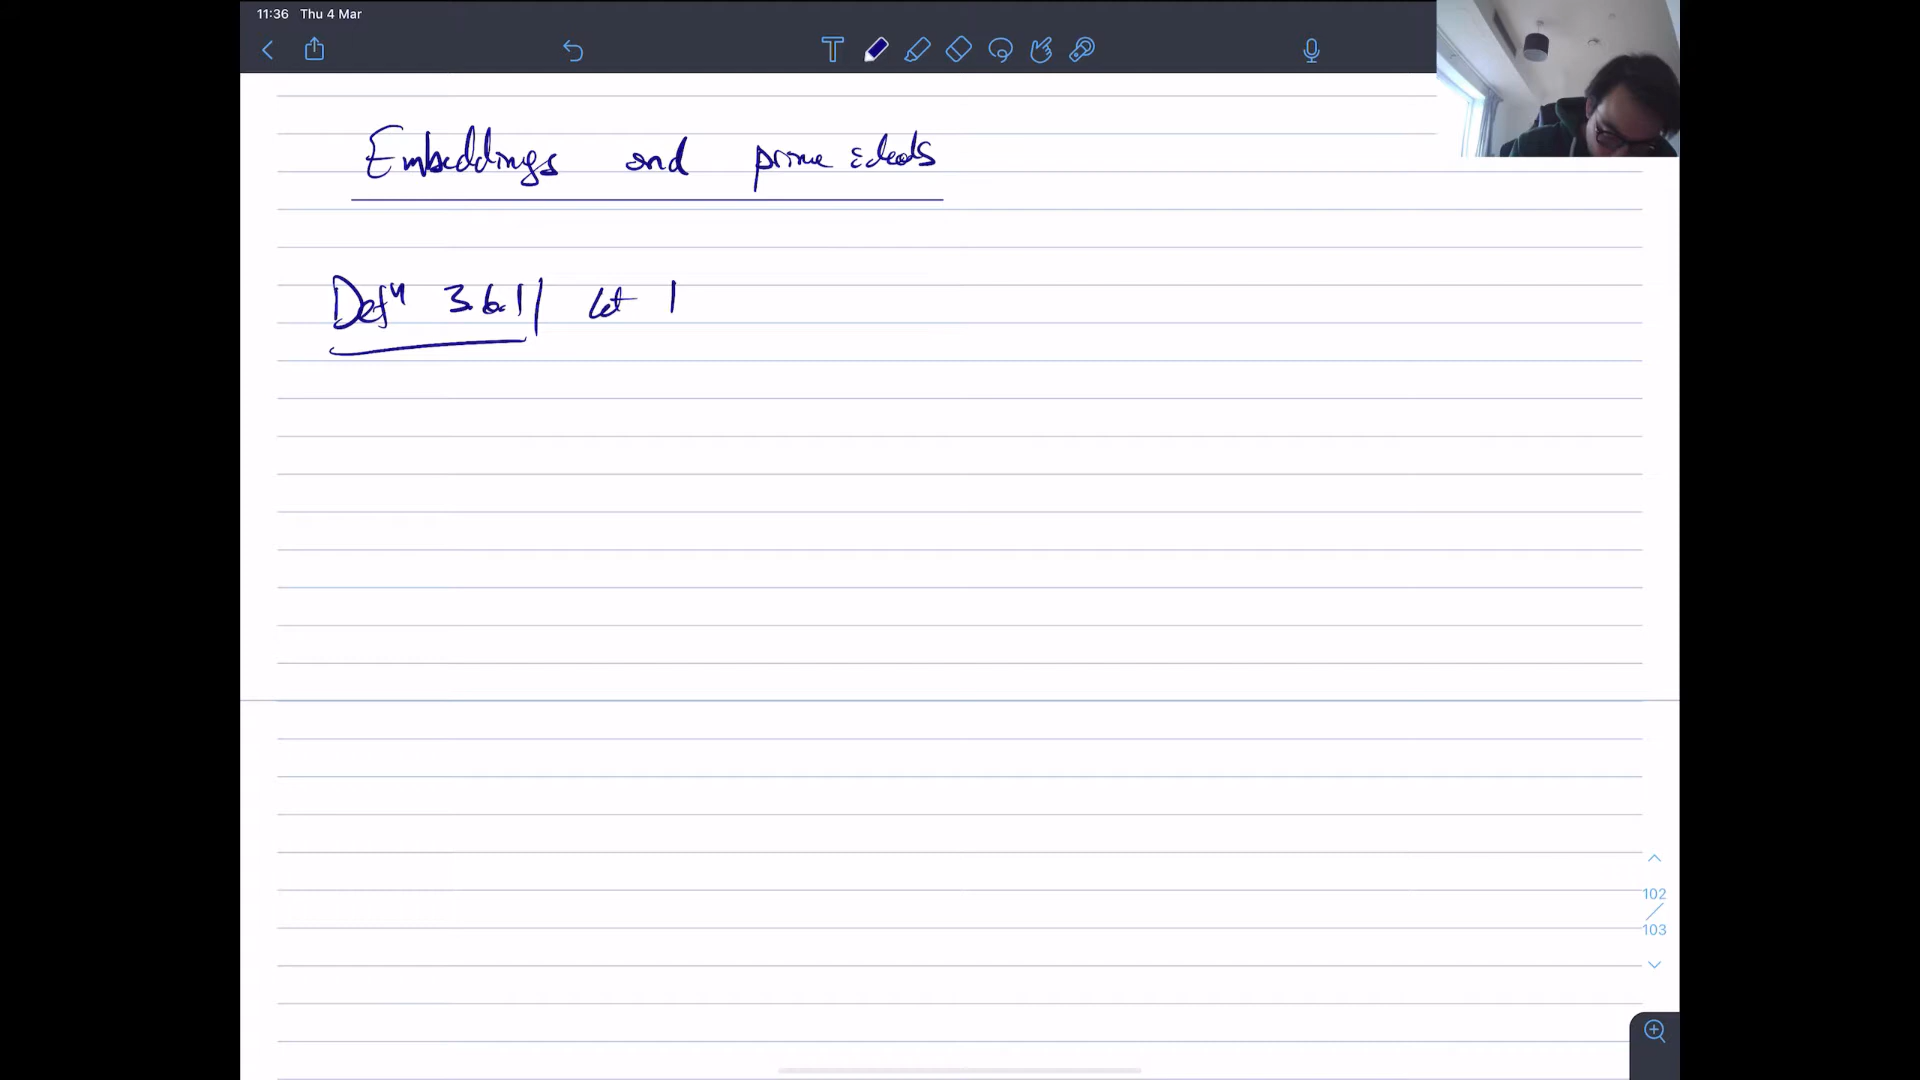 11:36 Thu 4 Mar
T
Embeddings and prime ideals
Defⁿ 3.6.1| Let |
102
103